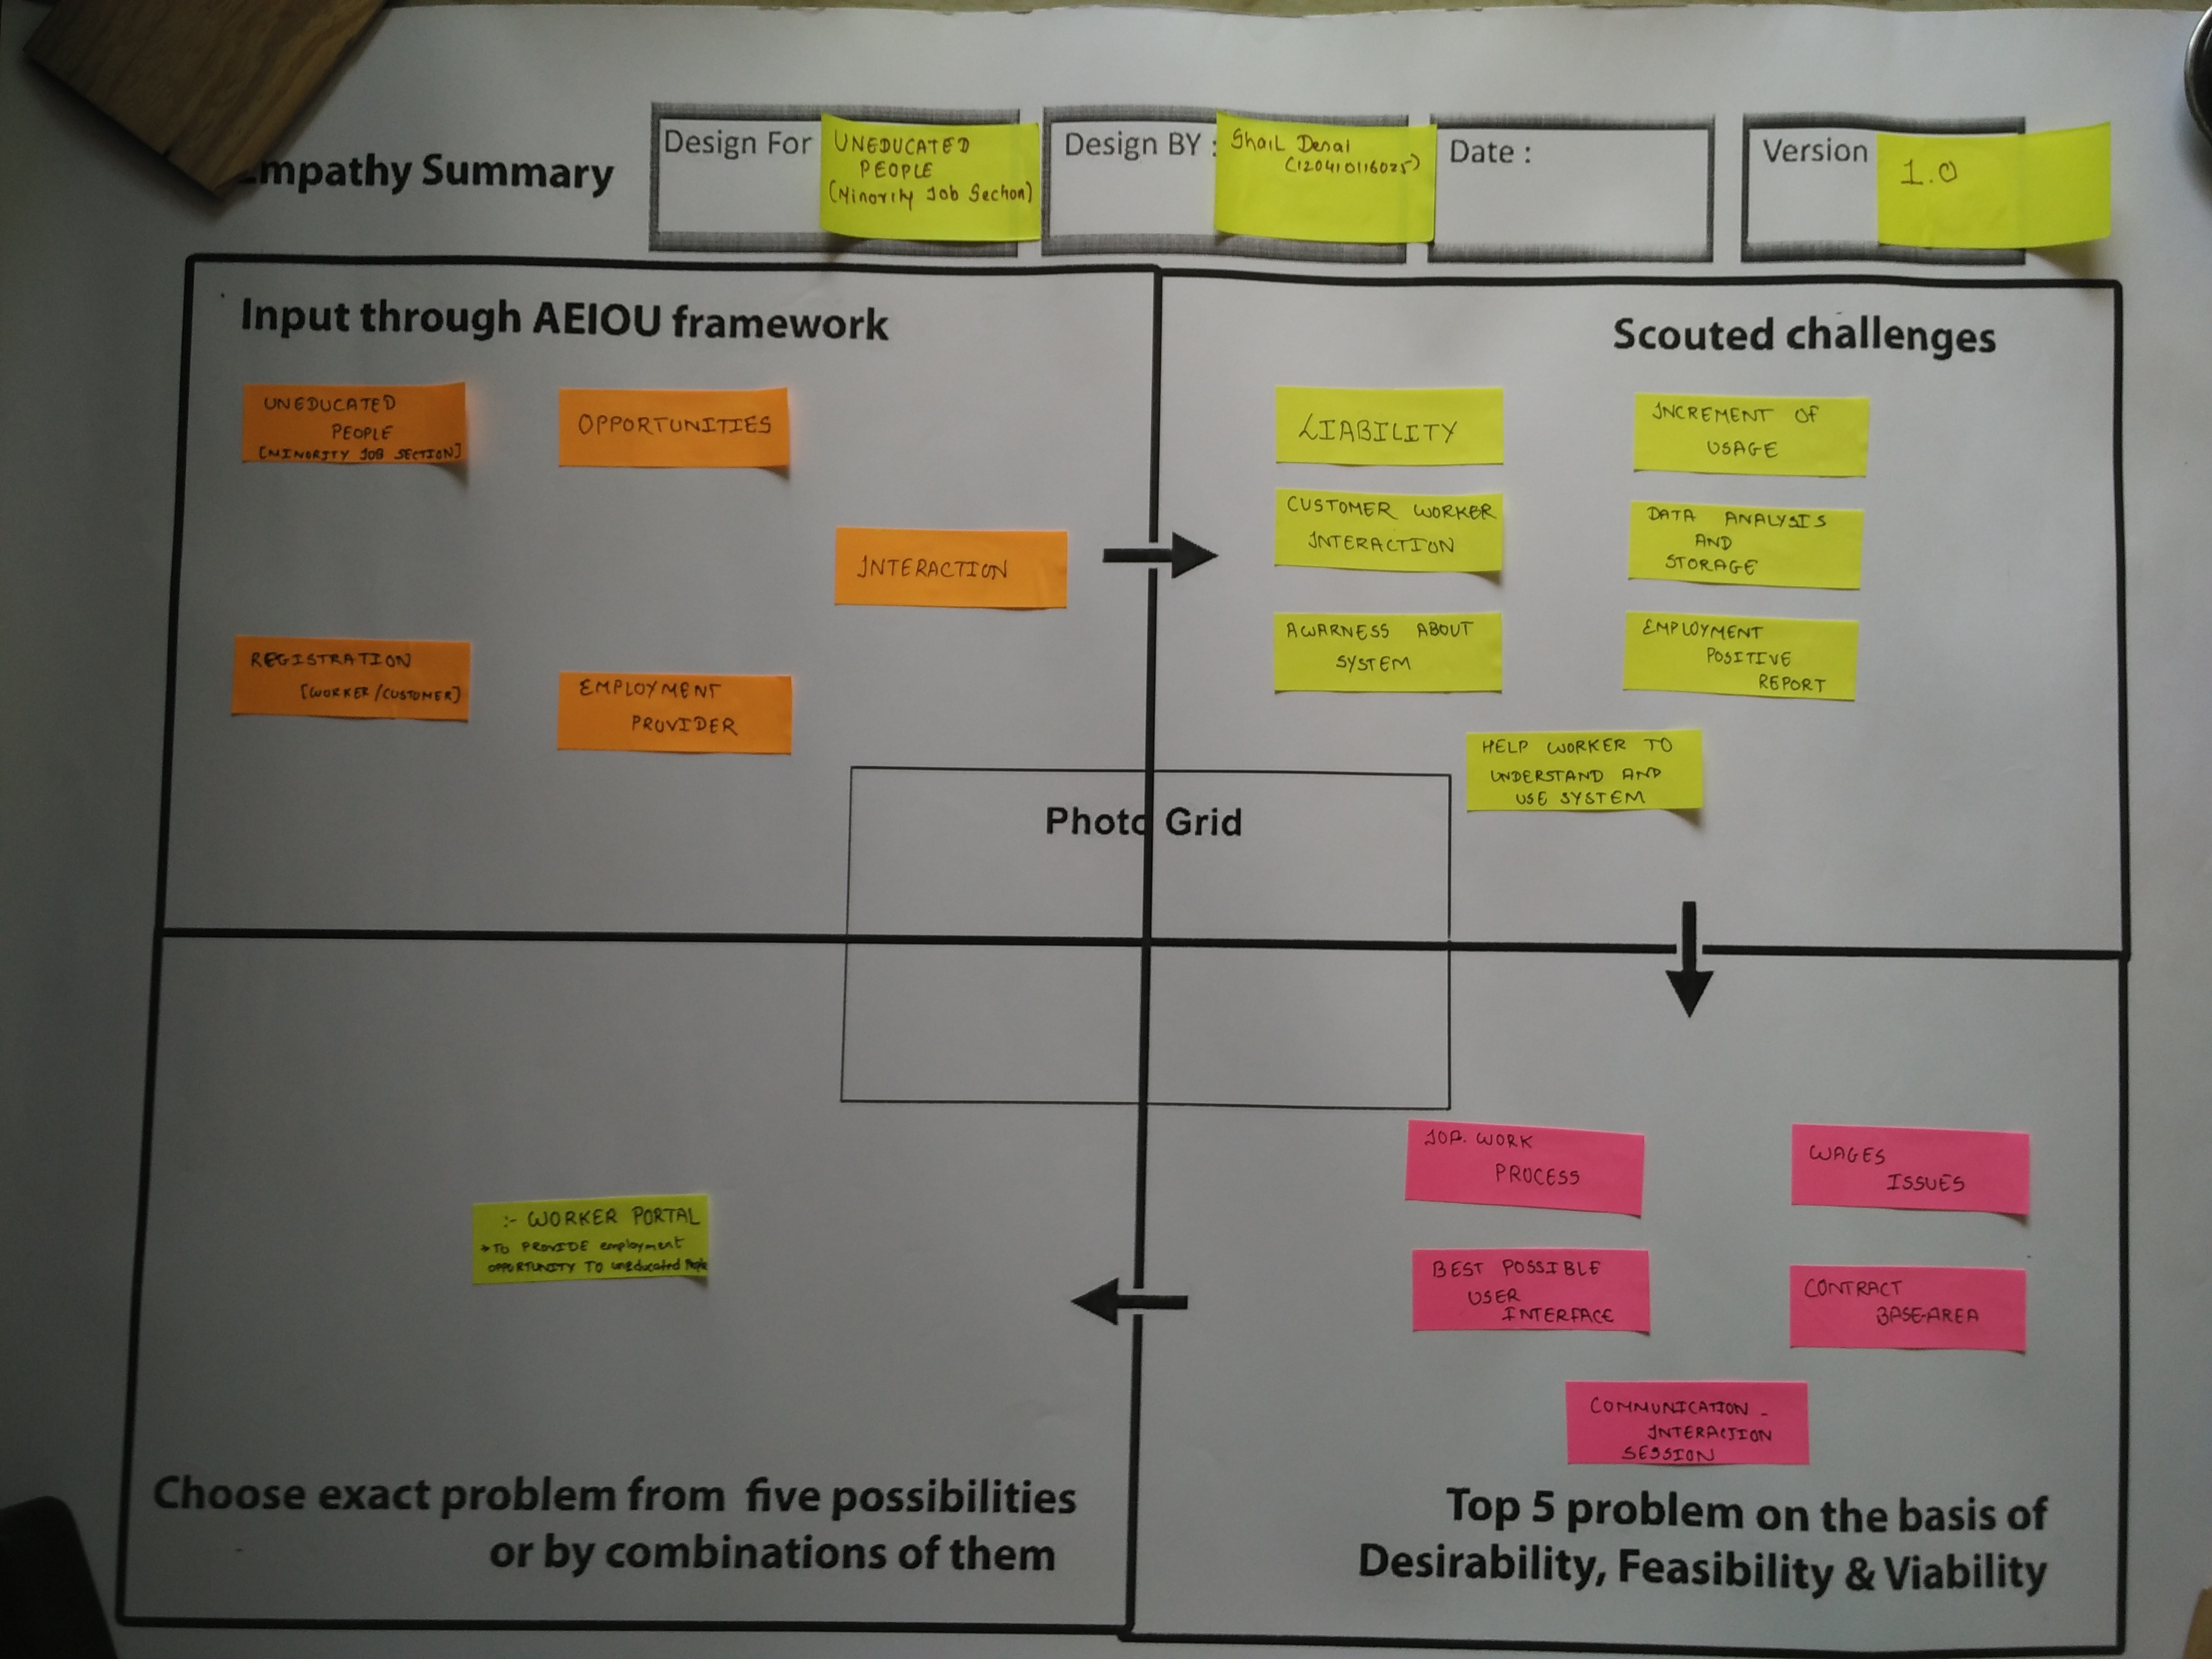 mpathy Summary
Design For
UNEDUCATED
PEOPLE
(Minority Job Section)
Design BY :
Shail Desai
(120410116025)
Date :
Version
1.0
Input through AEIOU framework
UNEDUCATED
PEOPLE
[MINORITY JOB SECTION]
OPPORTUNITIES
INTERACTION
REGISTRATION
[WORKER/CUSTOMER]
EMPLOYMENT
PROVIDER
Scouted challenges
LIABILITY
INCREMENT OF
USAGE
CUSTOMER WORKER
INTERACTION
DATA ANALYSIS
AND
STORAGE
AWARNESS ABOUT
SYSTEM
EMPLOYMENT
POSITIVE
REPORT
HELP WORKER TO
UNDERSTAND AND
USE SYSTEM
Photo Grid
:- WORKER PORTAL
→ TO PROVIDE employment
OPPURTUNITY TO uneducated People
Choose exact problem from five possibilities
or by combinations of them
JOB-WORK
PROCESS
WAGES
ISSUES
BEST POSSIBLE
USER
INTERFACE
CONTRACT
BASE-AREA
COMMUNICATION -
INTERACTION
SESSION
Top 5 problem on the basis of
Desirability, Feasibility & Viability